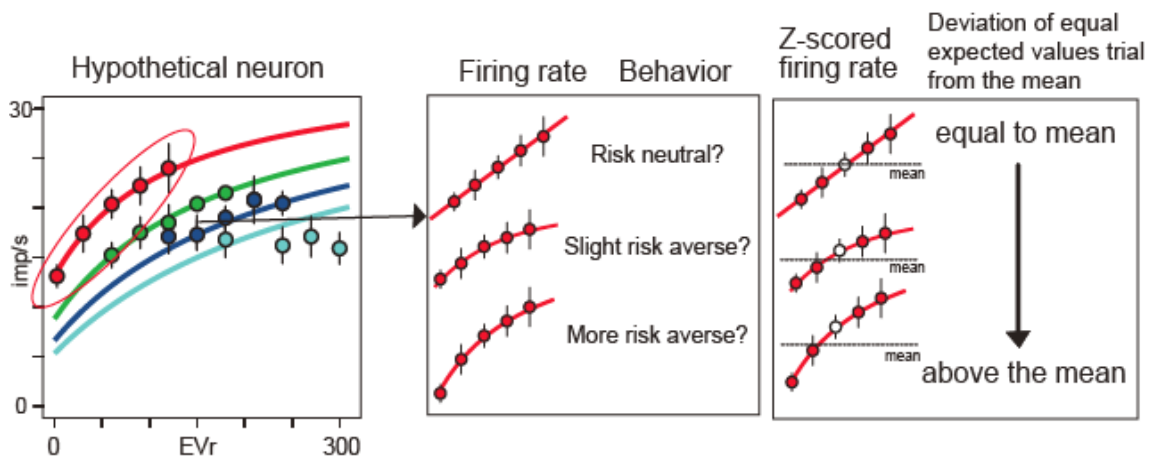 Hypothetical neuron
30
imp/s
0
0
EVr
300
Firing rate
Behavior
Risk neutral?
Slight risk averse?
More risk averse?
Z-scored
firing rate
Deviation of equal
expected values trial
from the mean
mean
mean
mean
equal to mean
above the mean